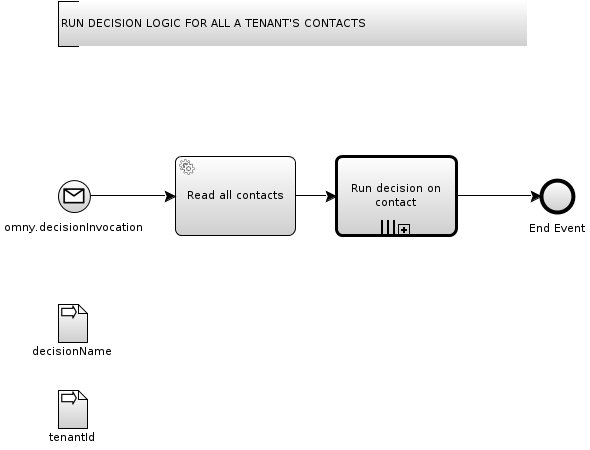 RUN DECISION LOGIC FOR ALL A TENANT'S CONTACTS
Read all contacts
Run decision on
contact
omny.decisionInvocation
End Event
decisionName
tenantId